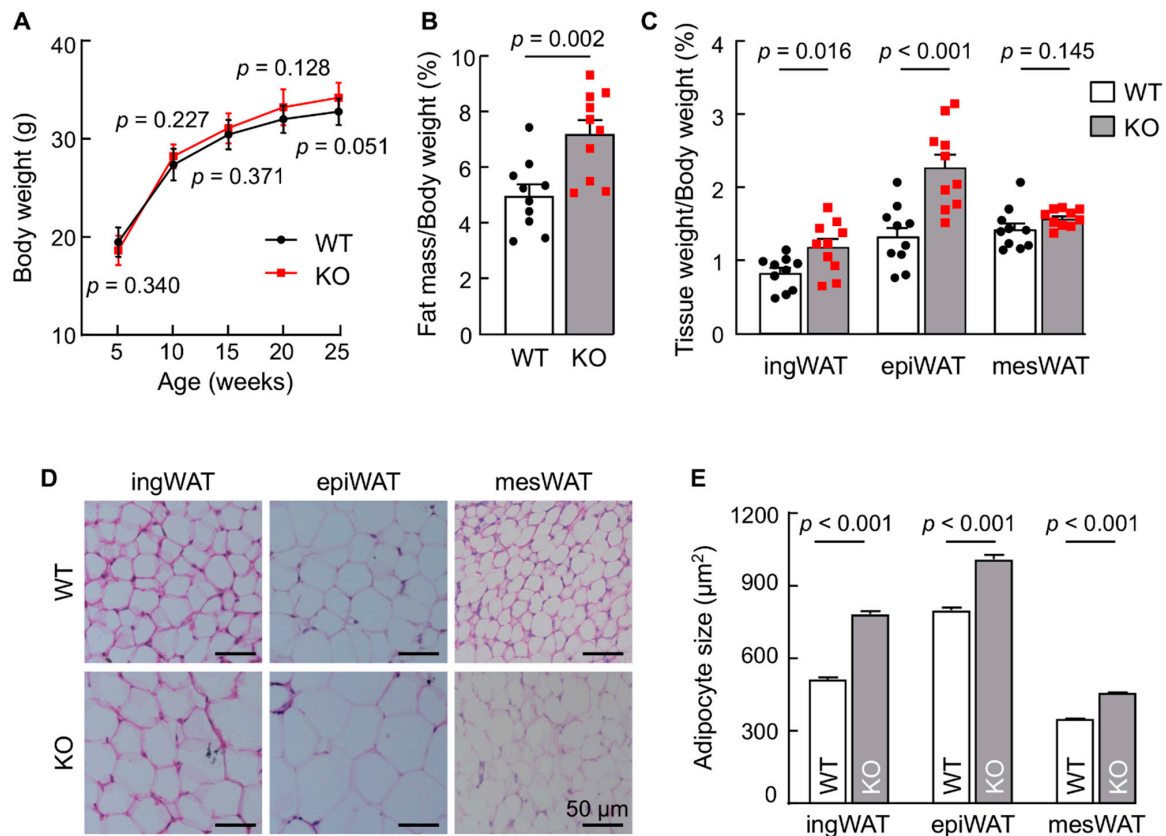 A
Body weight (g)
40
30
20
10
p = 0.128
p = 0.227
p = 0.051
p = 0.371
p = 0.340
WT
KO
5 10 15 20 25
Age (weeks)
B
Fat mass/Body weight (%)
p = 0.002
10
8
6
4
2
0
WT KO
C
Tissue weight/Body weight (%)
p = 0.016 p < 0.001 p = 0.145
4
3
2
1
0
WT
KO
ingWAT epiWAT mesWAT
D
ingWAT epiWAT mesWAT
WT
KO
50 µm
E
Adipocyte size (µm²)
1200
900
600
300
0
p < 0.001 p < 0.001 p < 0.001
WT KO WT KO WT KO
ingWAT epiWAT mesWAT